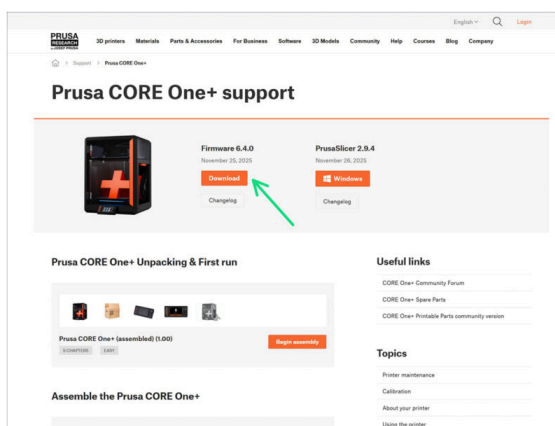 English
Login
PRUSA
RESEARCH
by JOSEF PRUSA
3D printers Materials Parts & Accessories For Business Software 3D Models Community Help Courses Blog Company
Support Prusa CORE One+
Prusa CORE One+ support
Firmware 6.4.0
November 25, 2025
Download
Changelog
PrusaSlicer 2.9.4
November 26, 2025
Windows
Changelog
Prusa CORE One+ Unpacking & First run
Prusa CORE One+ (assembled) (1.00)
5 CHAPTERS EASY
Begin assembly
Assemble the Prusa CORE One+
Useful links
CORE One+ Community Forum
CORE One+ Spare Parts
CORE One+ Printable Parts community version
Topics
Printer maintenance
Calibration
About your printer
Using the printer